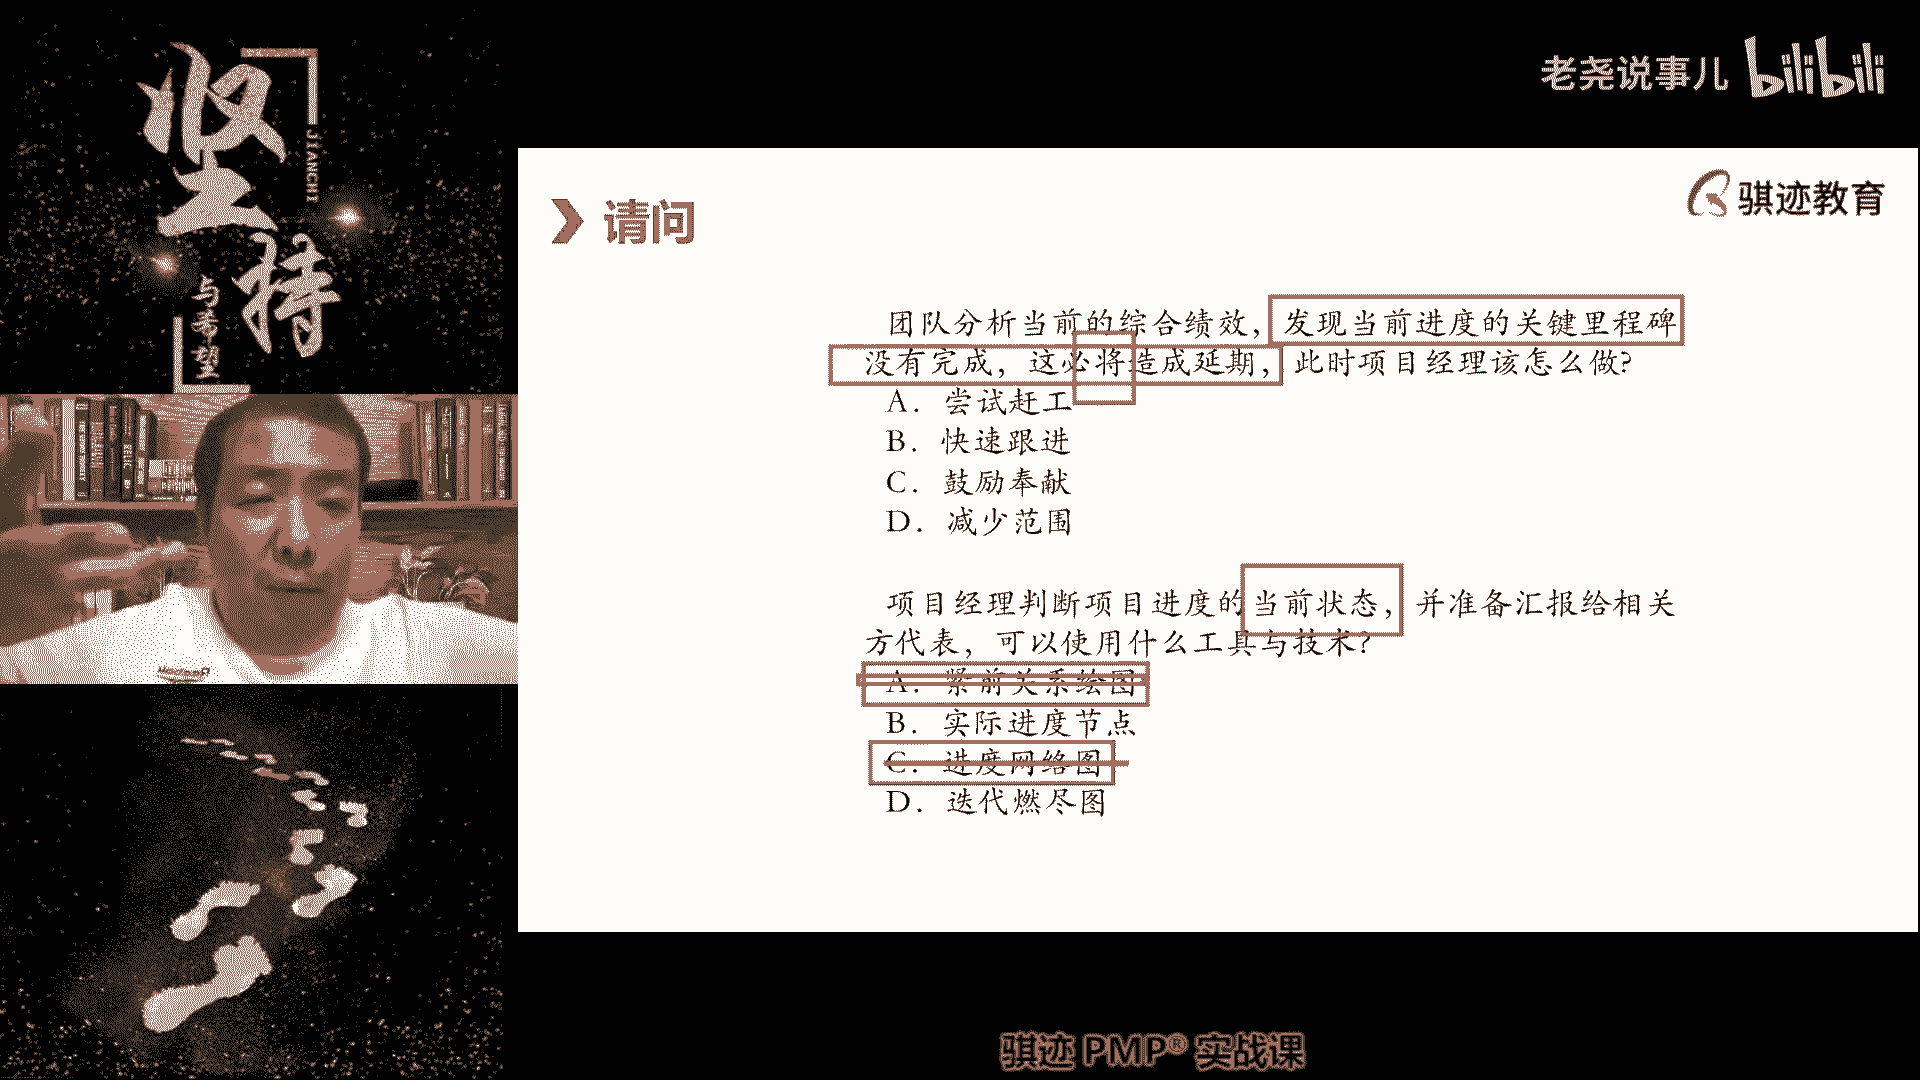 坚
持
JIANCHI
与希望
老尧说事儿 bilibili
骐迹教育
请问
团队分析当前的综合绩效，发现当前进度的关键里程碑
没有完成，这必将造成延期，此时项目经理该怎么做？
A. 尝试赶工
B. 快速跟进
C. 鼓励奉献
D. 减少范围
项目经理判断项目进度的当前状态，并准备汇报给相关
方代表，可以使用什么工具与技术？
A. 紧前关系绘图
B. 实际进度节点
C. 进度网络图
D. 迭代燃尽图
骐迹 PMP® 实战课